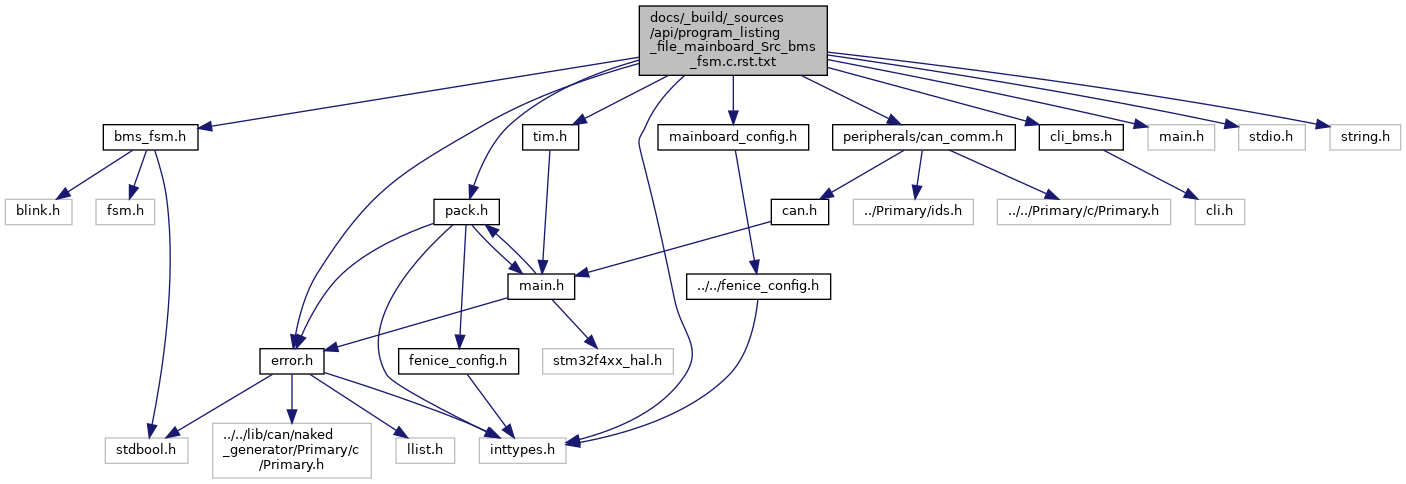 docs/_build/_sources
/api/program_listing
_file_mainboard_Src_bms
_fsm.c.rst.txt
bms_fsm.h
tim.h
mainboard_config.h
peripherals/can_comm.h
cli_bms.h
main.h
stdio.h
string.h
blink.h
fsm.h
pack.h
can.h
../Primary/ids.h
../../Primary/c/Primary.h
cli.h
main.h
../../fenice_config.h
error.h
fenice_config.h
stm32f4xx_hal.h
stdbool.h
../../lib/can/naked
_generator/Primary/c
/Primary.h
llist.h
inttypes.h